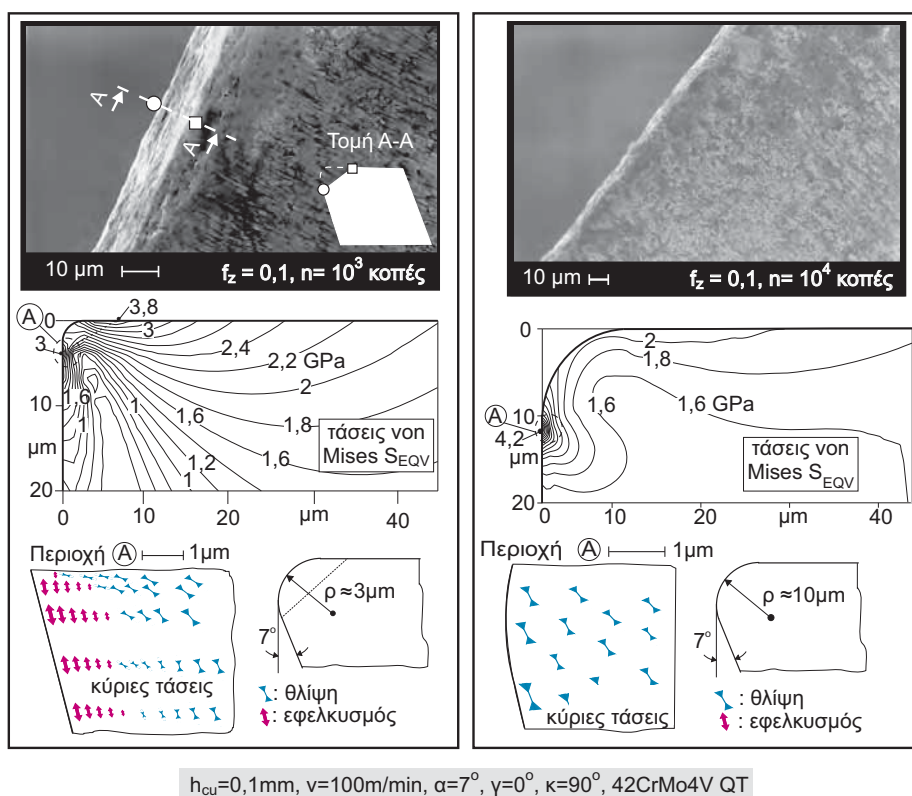 A
A
Τομή Α-Α
10 μm
f_z = 0,1, n= 10³ κοπές
A
0
3,8
3
3
2,4
2,2 GPa
2
1,6
1
1,6
1,8
10
1
1,2
1,6
μm
1
τάσεις von
Mises S_EQV
20
0
10
20
μm
40
Περιοχή A 1μm
ρ ≈3μm
7°
κύριες τάσεις
: θλίψη
: εφελκυσμός
10 μm
f_z = 0,1, n= 10⁴ κοπές
0
2
1,8
1,6
1,6 GPa
A
10
4,2
μm
τάσεις von
Mises S_EQV
20
0
10
20
μm
40
Περιοχή A 1μm
ρ ≈10μm
7°
κύριες τάσεις
: θλίψη
: εφελκυσμός
h_cu=0,1mm, v=100m/min, α=7°, γ=0°, κ=90°, 42CrMo4V QT